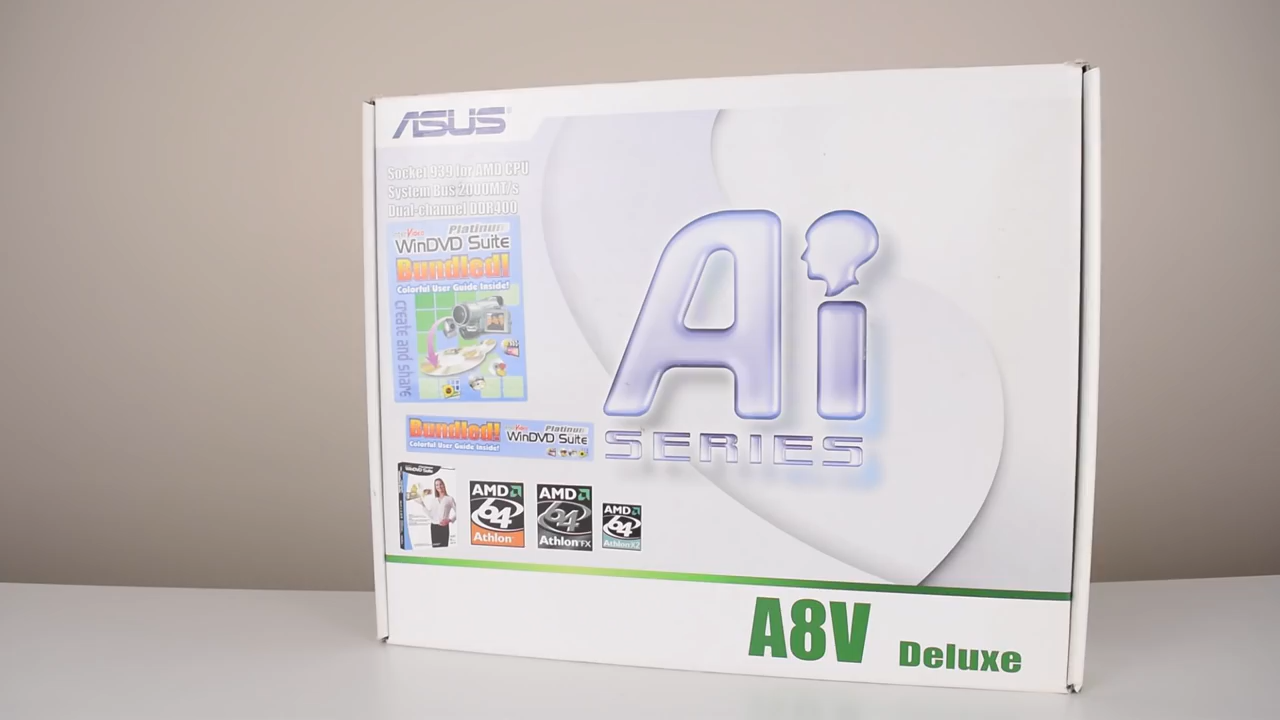 ASUS
Socket 939 for AMD CPU
System Bus 2000MT/s
Dual-channel DDR400
Platinum
WinDVD Suite
Bundled!
Colorful User Guide Inside!
create and share
Ai
SERIES
Bundled!
Colorful User Guide Inside!
Platinum
WinDVD Suite
WinDVD Suite
AMD
64
Athlon
AMD
64
Athlon FX
AMD
64
Athlon X2
A8V Deluxe